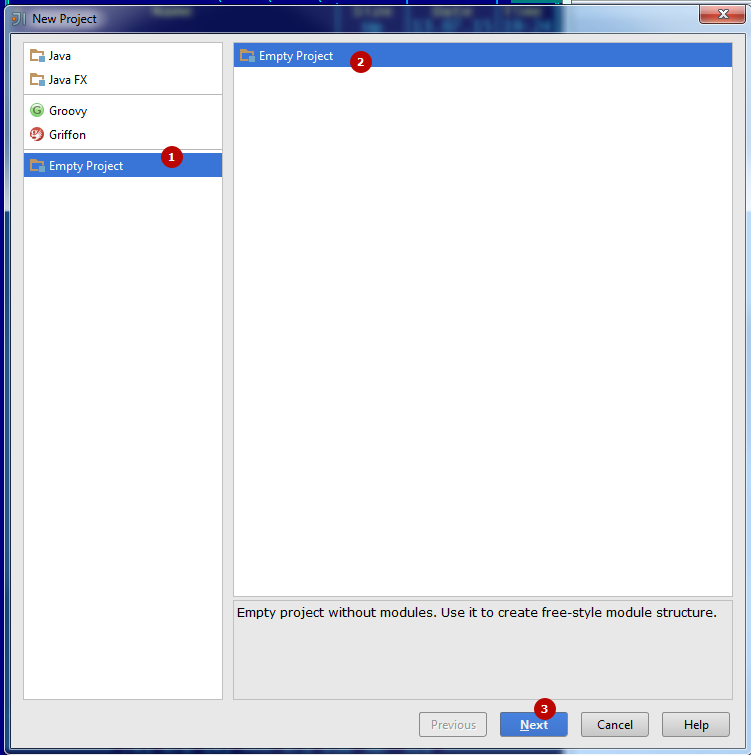 New Project
Java
Java FX
Groovy
Griffon
Empty Project
1
Empty Project
2
Empty project without modules. Use it to create free-style module structure.
3
Previous
Next
Cancel
Help